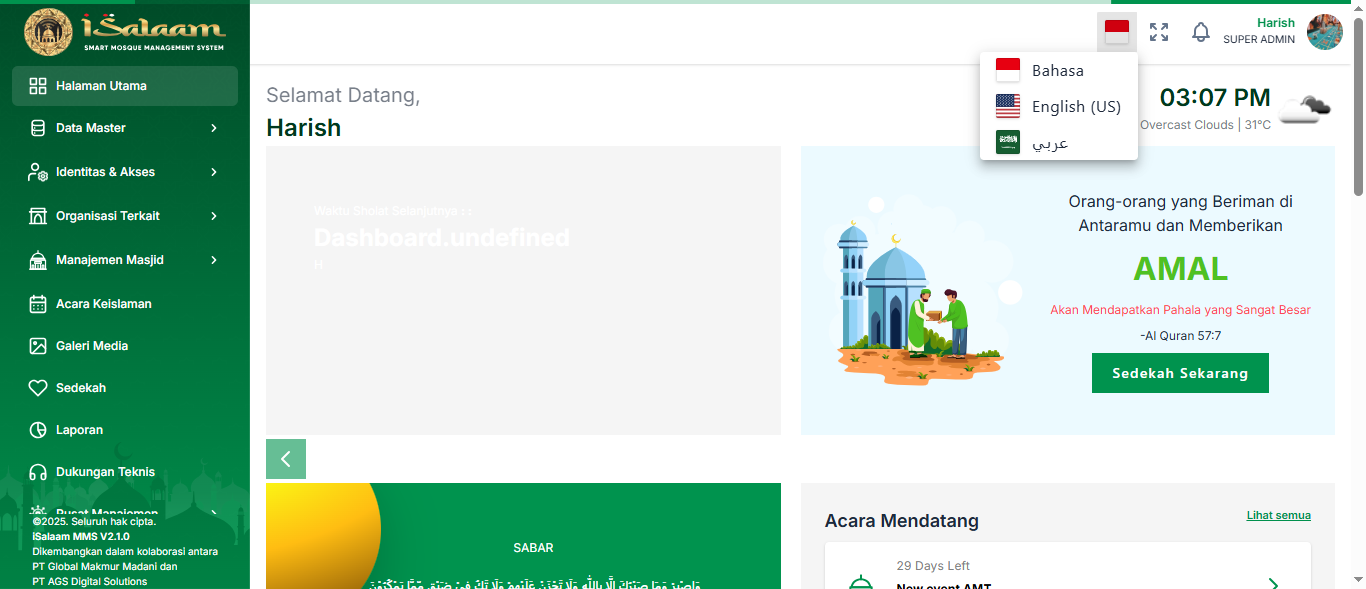 iSalaam
SMART MOSQUE MANAGEMENT SYSTEM
Halaman Utama
Data Master
Identitas & Akses
Organisasi Terkait
Manajemen Masjid
Acara Keislaman
Galeri Media
Sedekah
Laporan
Dukungan Teknis
Pusat Manajemen
©2025. Seluruh hak cipta.
iSalaam MMS V2.1.0
Dikembangkan dalam kolaborasi antara
PT Global Makmur Madani dan
PT AGS Digital Solutions
Harish
SUPER ADMIN
Bahasa
English (US)
عربي
Selamat Datang,
Harish
03:07 PM
Overcast Clouds | 31°C
Waktu Sholat Selanjutnya : :
Dashboard.undefined
H
Orang-orang yang Beriman di
Antaramu dan Memberikan
AMAL
Akan Mendapatkan Pahala yang Sangat Besar
-Al Quran 57:7
Sedekah Sekarang
SABAR
وَاصْبِرْ وَمَا صَبْرُكَ اِلَّا بِاللّٰهِ وَلَا تَحْزَنْ عَلَيْهِمْ وَلَا تَكُ فِيْ ضَيْقٍ مِّمَّا يَمْكُرُوْنَ
Acara Mendatang
Lihat semua
29 Days Left
New event AMT